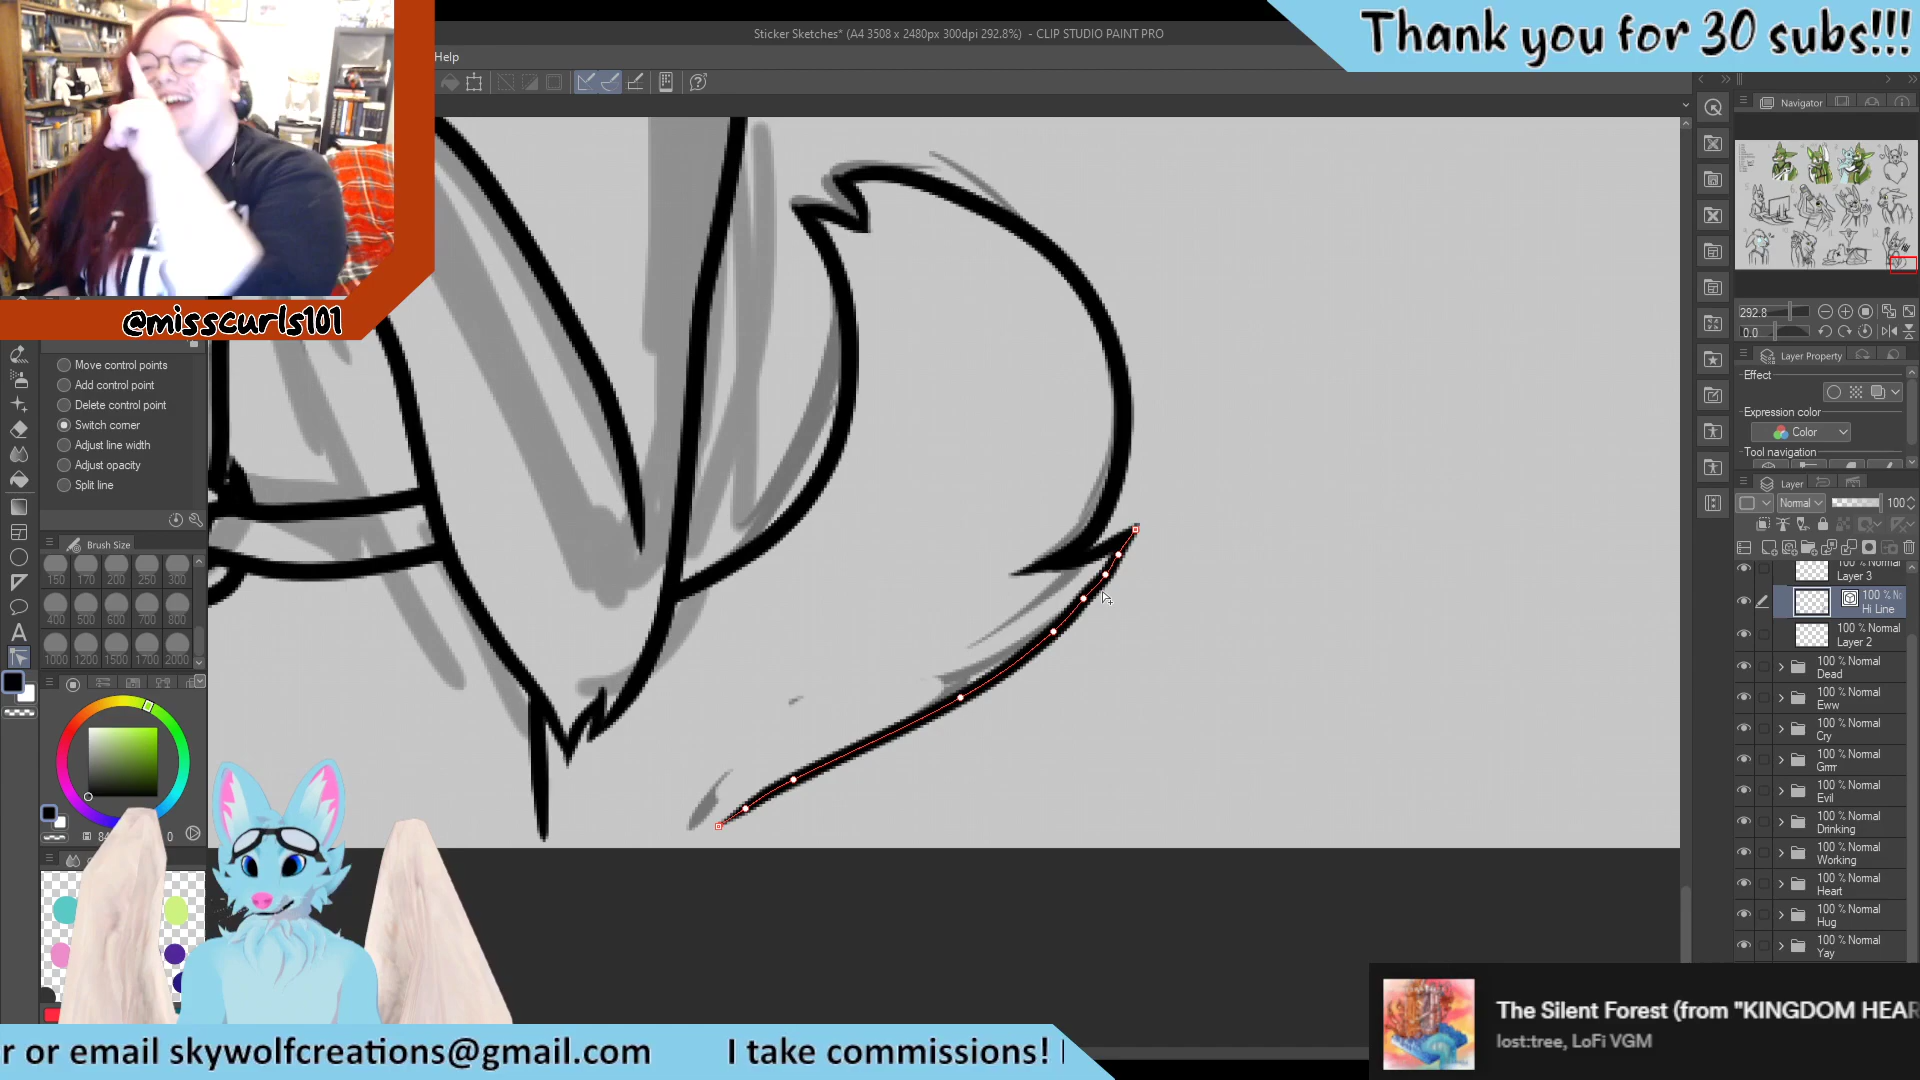 Thank you for 30 subs!!!
Sticker Sketches* (A4 3508 x 2480px 300dpi 292.8%) - CLIP STUDIO PAINT PRO
Help
@misscurls101
Move control points
Add control point
Delete control point
Switch corner
Adjust line width
Adjust opacity
Split line
Brush Size
150 170 200 250 300
400 500 600 700 800
1000 1200 1500 1700 2000
Navigator
292.8
0.0
Layer Property
Effect
Expression color
Color
Tool navigation
Layer
Normal 100
100 % Normal
Layer 3
100 % No
Hi Line
100 % Normal
Layer 2
100 % Normal
Dead
100 % Normal
Eww
100 % Normal
Cry
100 % Normal
Grrr
100 % Normal
Evil
100 % Normal
Drinking
100 % Normal
Working
100 % Normal
Heart
100 % Normal
Hug
100 % Normal
Yay
The Silent Forest (from "KINGDOM HEAR
lost:tree, LoFi VGM
r or email skywolfcreations@gmail.com I take commissions!